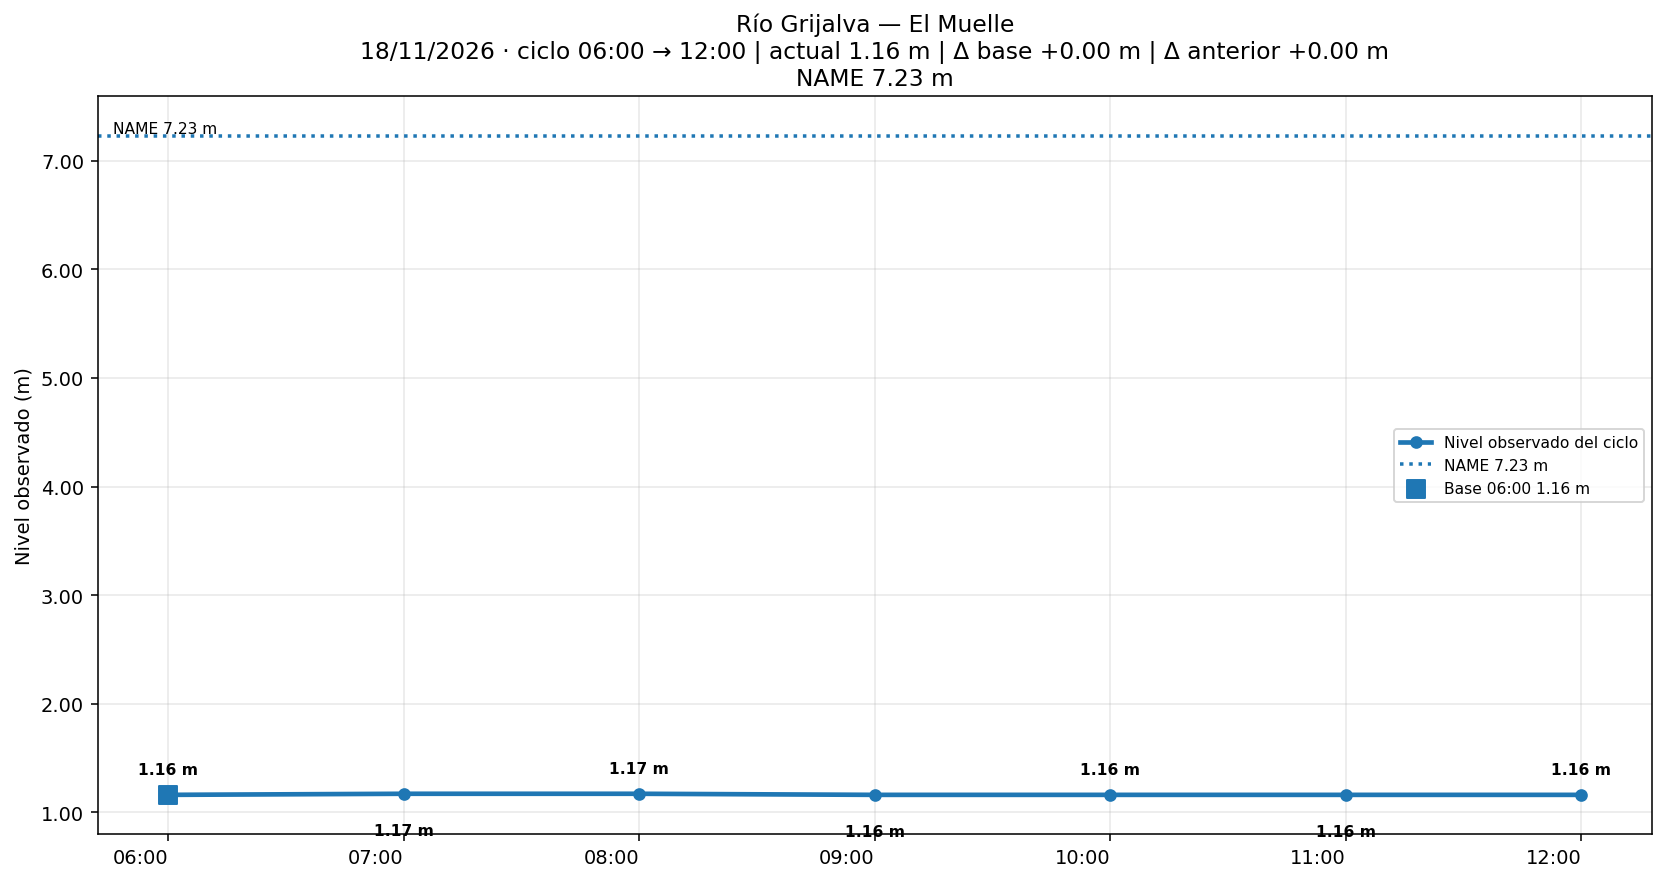 Río Grijalva — El Muelle
18/11/2026 · ciclo 06:00 → 12:00 | actual 1.16 m | Δ base +0.00 m | Δ anterior +0.00 m
NAME 7.23 m
NAME 7.23 m
7.00
6.00
5.00
4.00
3.00
2.00
1.00
Nivel observado (m)
Nivel observado del ciclo
NAME 7.23 m
Base 06:00 1.16 m
1.16 m
1.17 m
1.17 m
1.16 m
1.16 m
1.16 m
1.16 m
06:00
07:00
08:00
09:00
10:00
11:00
12:00